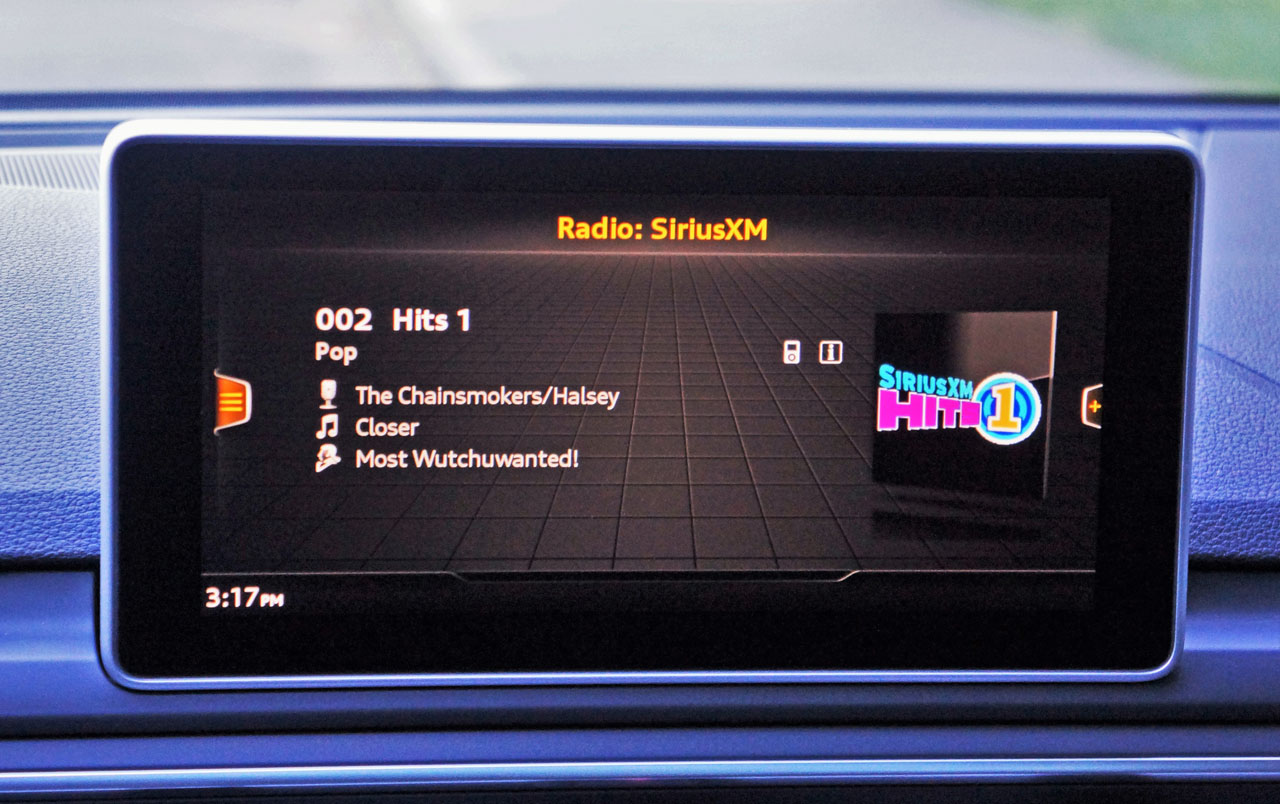 Radio: SiriusXM
002 Hits 1
Pop
The Chainsmokers/Halsey
Closer
Most Wutchuwanted!
SIRIUSXM
HITS 1
3:17PM